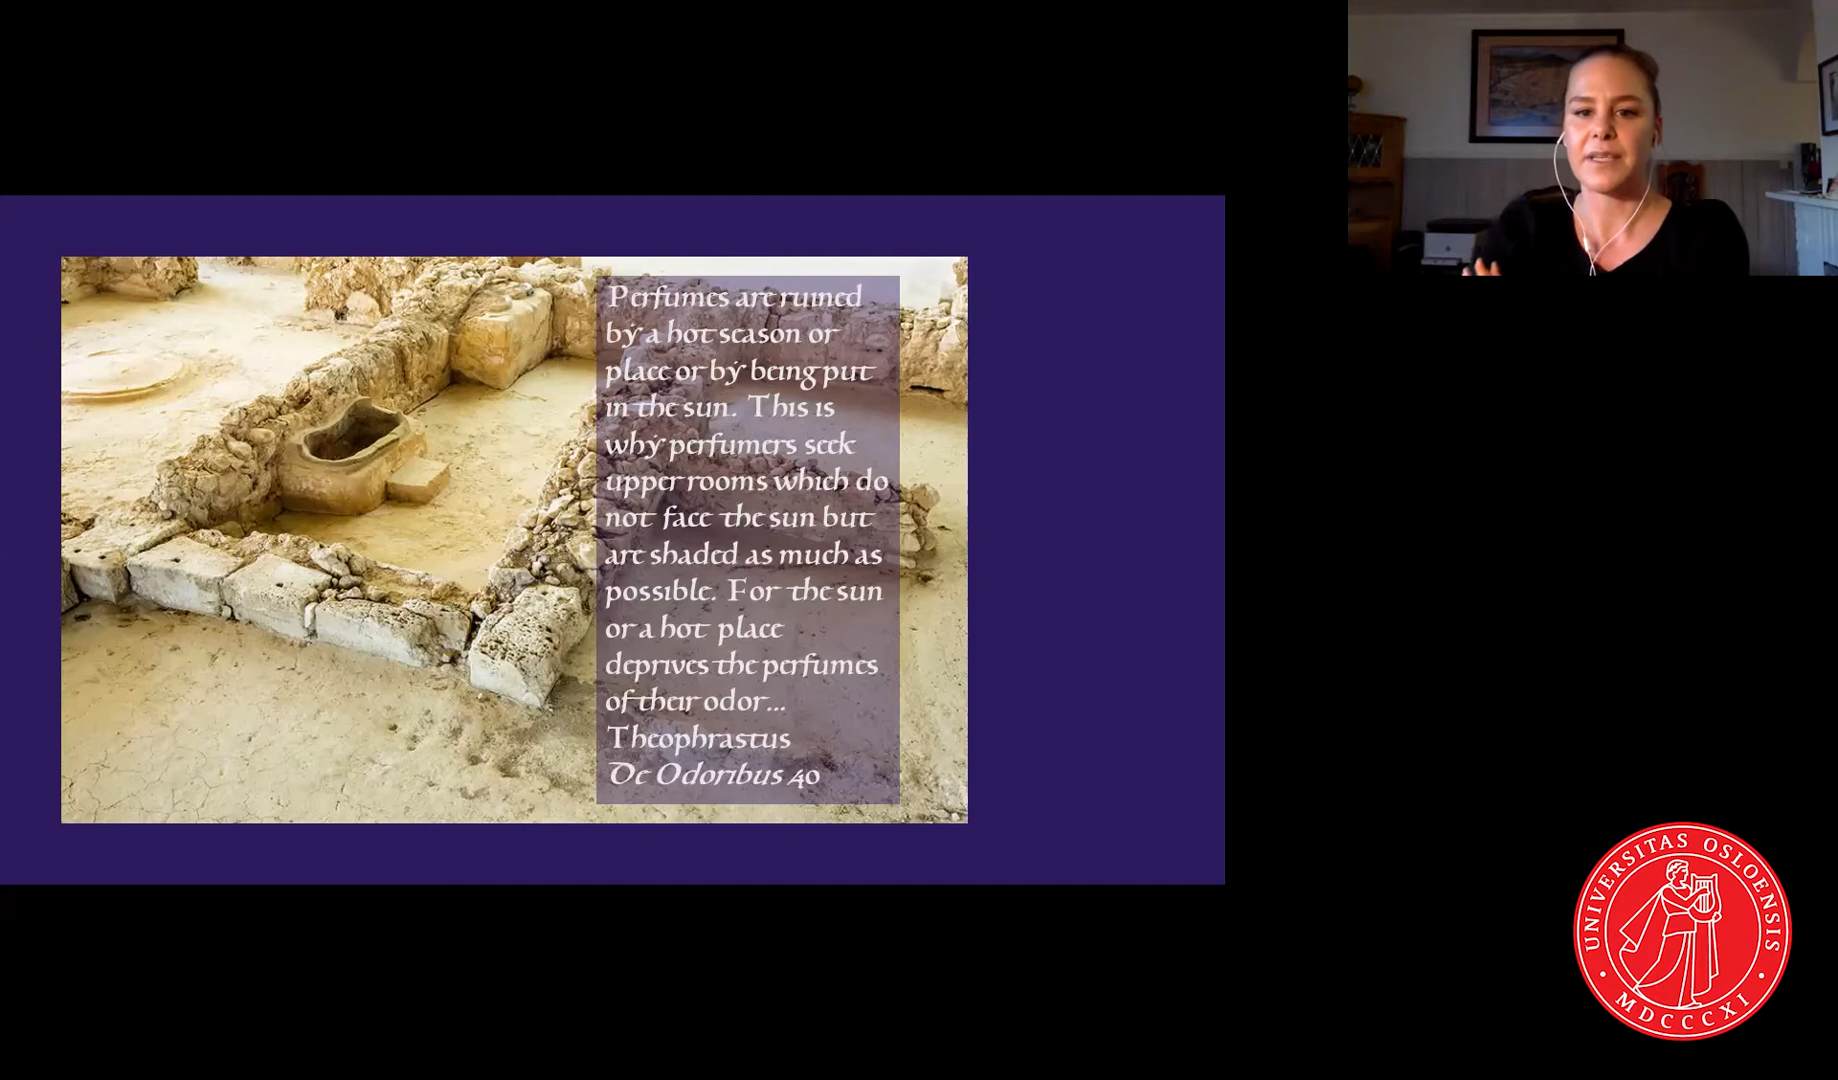 Perfumes are ruined
by a hot season or
place or by being put
in the sun. This is
why perfumers seek
upper rooms which do
not face the sun but
are shaded as much as
possible. For the sun
or a hot place
deprives the perfumes
of their odor...
Theophrastus
De Odoribus 40
UNIVERSITAS OSLOENSIS
MDCCCXI